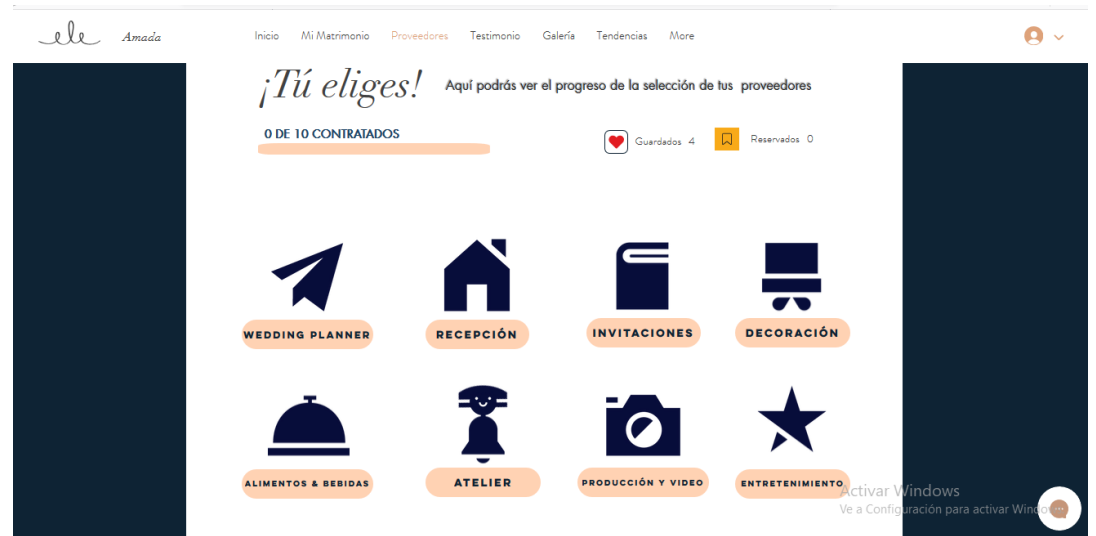 ele Amada Inicio Mi Matrimonio Proveedores Testimonio Galería Tendencias More
¡Tú eliges! Aquí podrás ver el progreso de la selección de tus proveedores
0 DE 10 CONTRATADOS Guardados 4 Reservados 0
WEDDING PLANNER RECEPCIÓN INVITACIONES DECORACIÓN
ALIMENTOS & BEBIDAS ATELIER PRODUCCIÓN Y VIDEO ENTRETENIMIENTO
Activar Windows
Ve a Configuración para activar